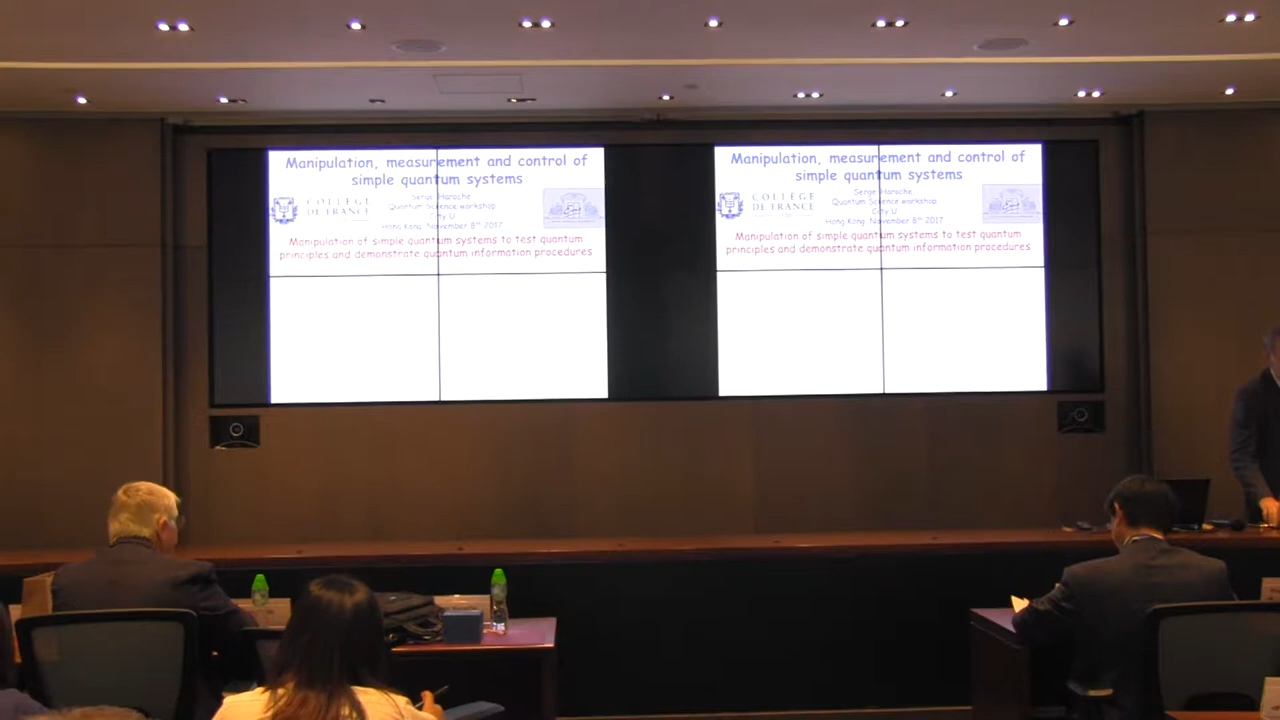 Manipulation, measurement and control of
simple quantum systems
COLLÈGE
DE FRANCE
Serge Haroche,
Quantum Science workshop
City U
Hong Kong, November 8th 2017
Manipulation of simple quantum systems to test quantum
principles and demonstrate quantum information procedures
Manipulation, measurement and control of
simple quantum systems
COLLÈGE
DE FRANCE
Serge Haroche,
Quantum Science workshop
City U
Hong Kong, November 8th 2017
Manipulation of simple quantum systems to test quantum
principles and demonstrate quantum information procedures